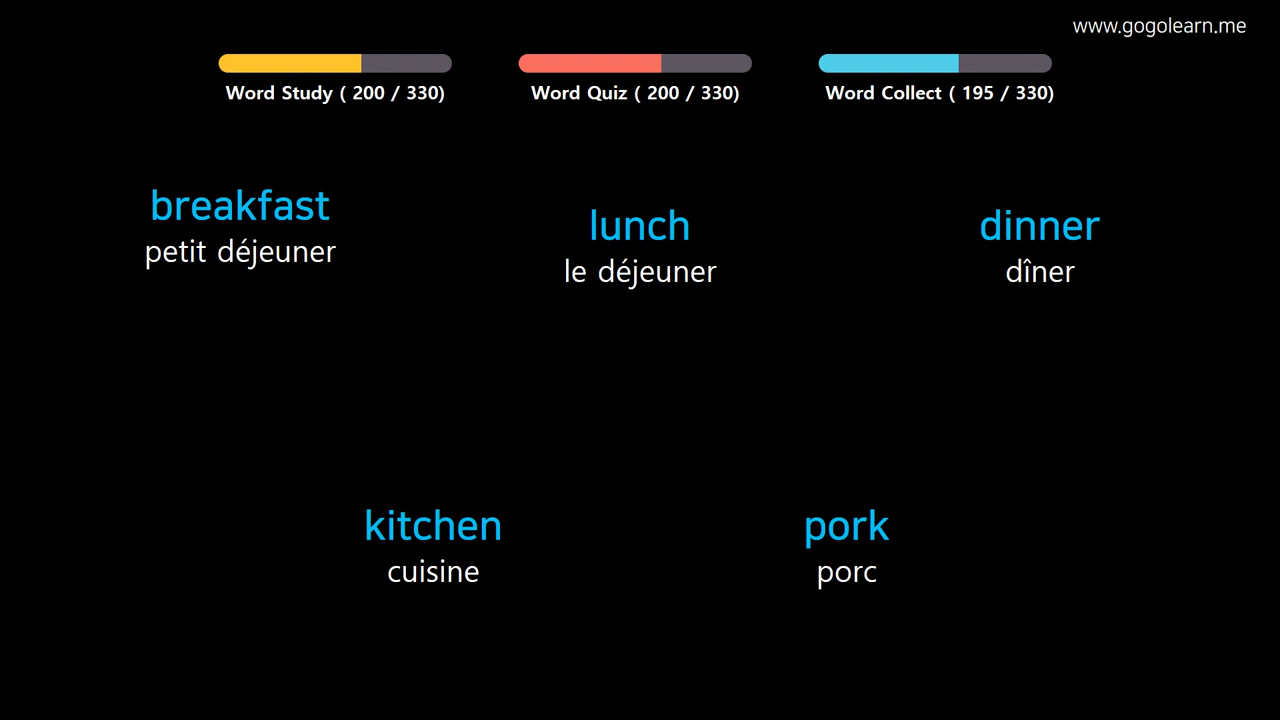 www.gogolearn.me
Word Study ( 200 / 330)
Word Quiz ( 200 / 330)
Word Collect ( 195 / 330)
breakfast
petit déjeuner
lunch
le déjeuner
dinner
dîner
kitchen
cuisine
pork
porc